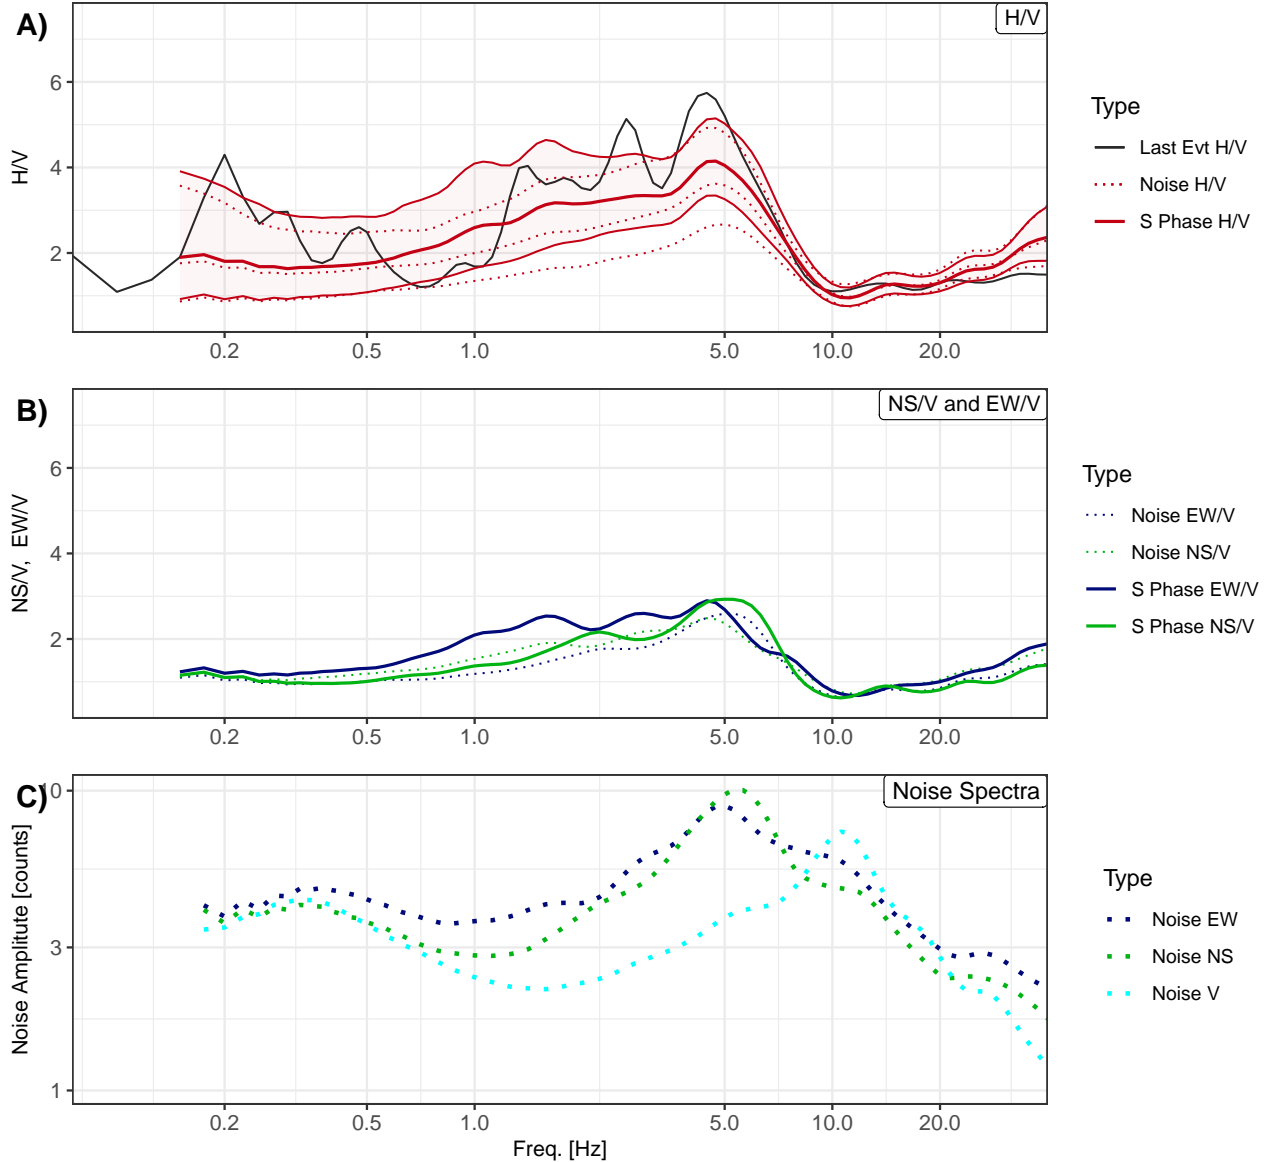 A)
H/V
H/V
6
4
2
0.2 0.5 1.0 5.0 10.0 20.0
Type
Last Evt H/V
Noise H/V
S Phase H/V
B)
NS/V and EW/V
NS/V, EW/V
6
4
2
0.2 0.5 1.0 5.0 10.0 20.0
Type
Noise EW/V
Noise NS/V
S Phase EW/V
S Phase NS/V
C)
Noise Spectra
Noise Amplitute [counts]
10
3
1
0.2 0.5 1.0 5.0 10.0 20.0
Freq. [Hz]
Type
Noise EW
Noise NS
Noise V